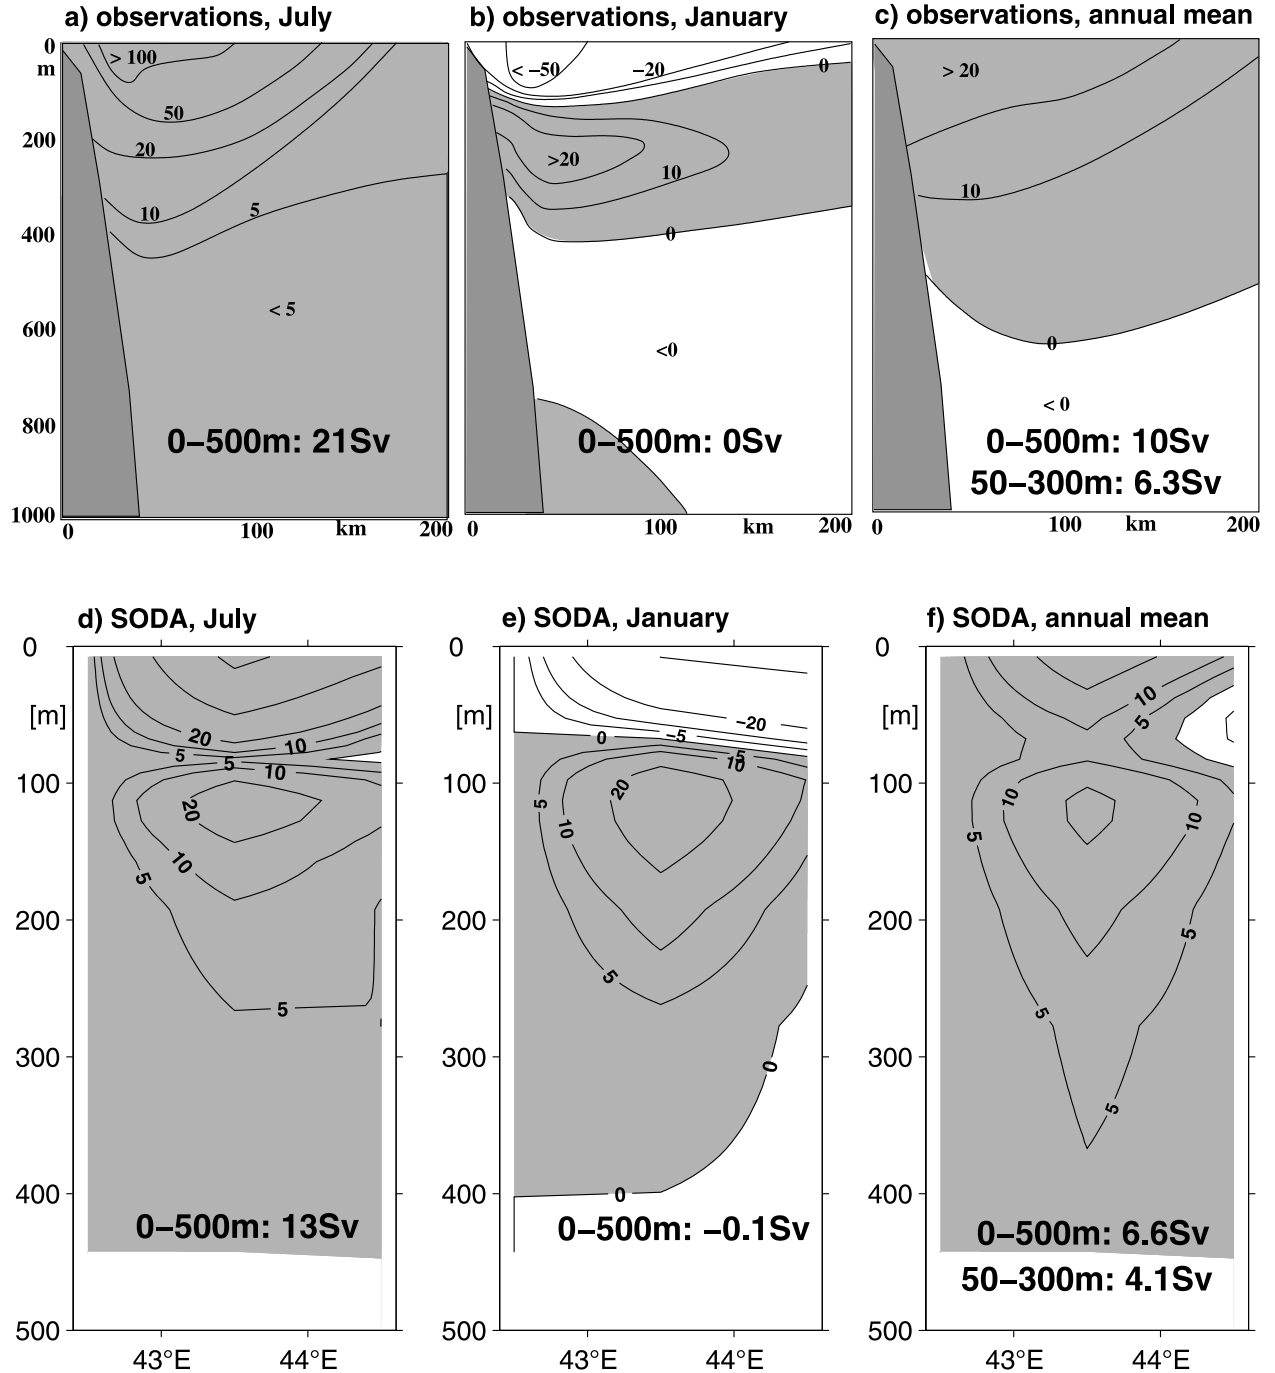 a) observations, July
b) observations, January
c) observations, annual mean
0
m
200
400
600
800
1000
> 100
50
20
10
5
< 5
0–500m: 21Sv
0
100
km
200
< −50
−20
0
>20
10
0
<0
0–500m: 0Sv
0
100
km
200
> 20
10
0
< 0
0–500m: 10Sv
50–300m: 6.3Sv
0
100
km
200
d) SODA, July
e) SODA, January
f) SODA, annual mean
0
[m]
100
200
300
400
500
20
10
5
5
10
20
10
5
5
0–500m: 13Sv
43°E
44°E
0
[m]
100
200
300
400
500
−20
0
−5
5
10
20
5
10
5
0
0
0–500m: −0.1Sv
43°E
44°E
0
[m]
100
200
300
400
500
10
5
10
10
5
5
5
5
0–500m: 6.6Sv
50–300m: 4.1Sv
43°E
44°E